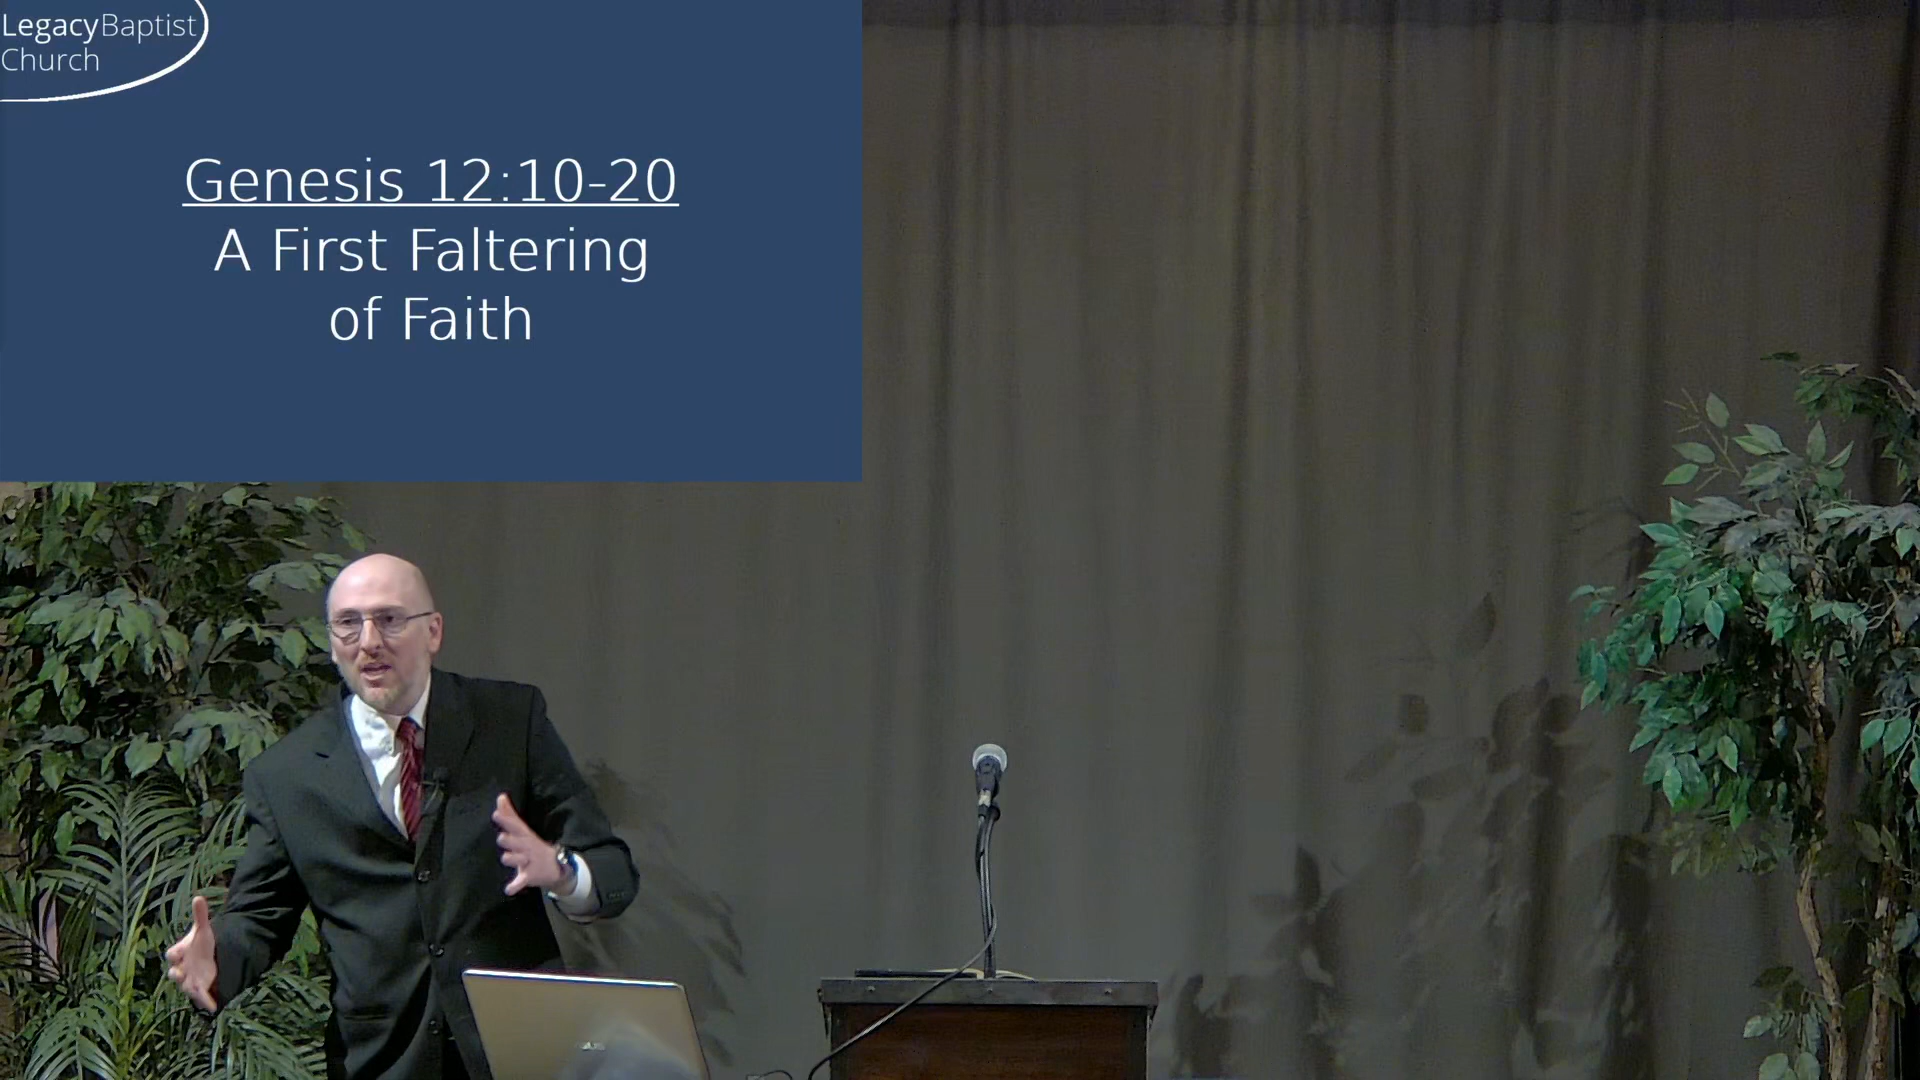 LegacyBaptist
Church
Genesis 12:10-20
A First Faltering
of Faith